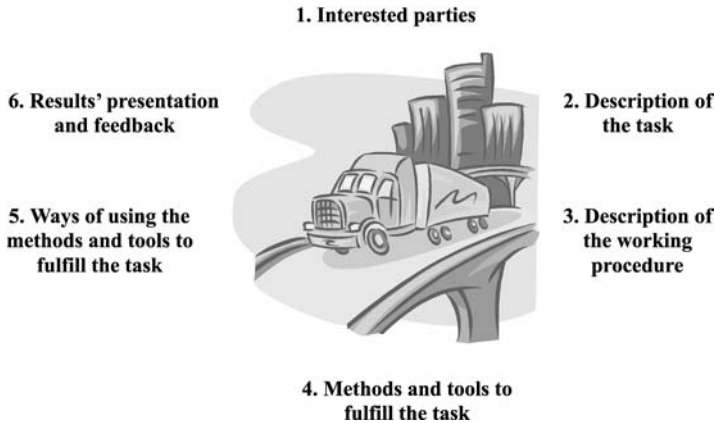 1. Interested parties
2. Description of
the task
3. Description of
the working
procedure
4. Methods and tools to
fulfill the task
5. Ways of using the
methods and tools to
fulfill the task
6. Results’ presentation
and feedback